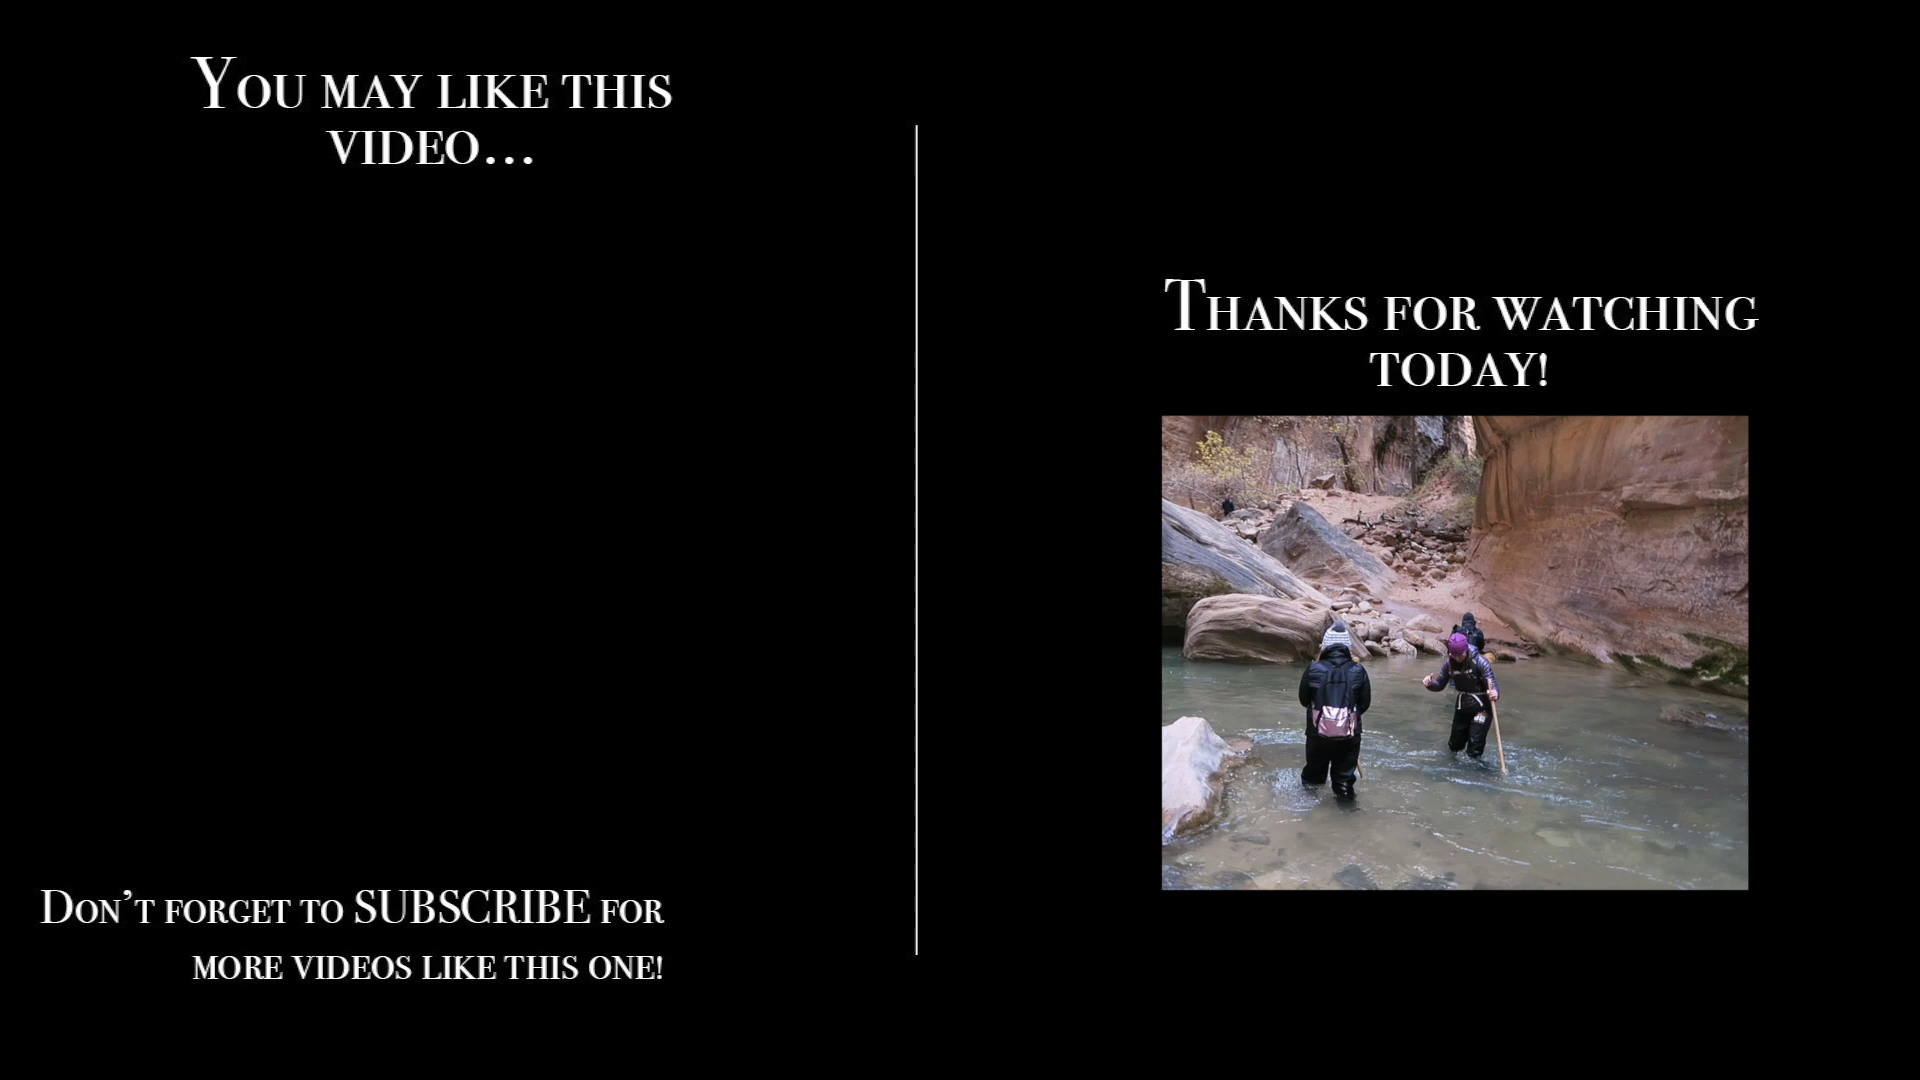 You may like this
video...
Don't forget to SUBSCRIBE for
more videos like this one!
Thanks for watching
today!